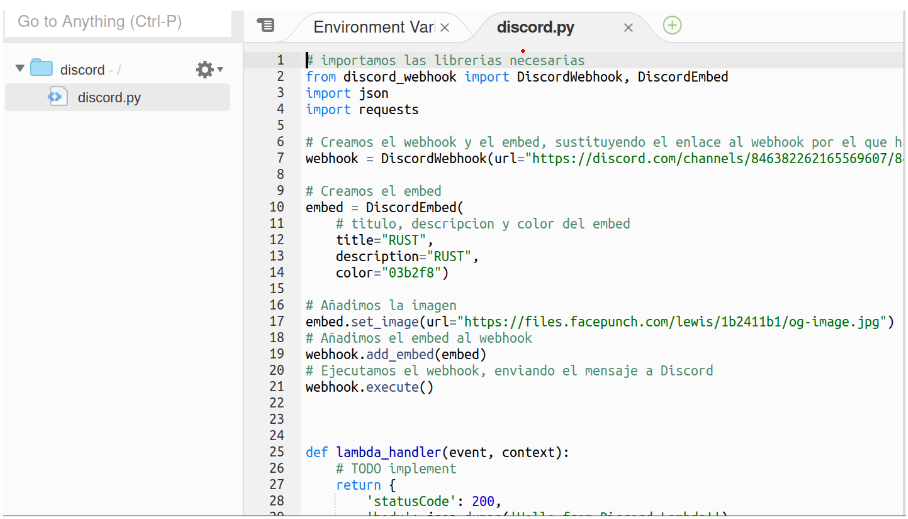 Go to Anything (Ctrl-P)
Environment Vari
discord.py
discord - /
discord.py
1 # importamos las librerias necesarias
2 from discord_webhook import DiscordWebhook, DiscordEmbed
3 import json
4 import requests
5
6 # Creamos el webhook y el embed, sustituyendo el enlace al webhook por el que h
7 webhook = DiscordWebhook(url="https://discord.com/channels/846382262165569607/8
8
9 # Creamos el embed
10 embed = DiscordEmbed(
11 # titulo, descripcion y color del embed
12 title="RUST",
13 description="RUST",
14 color="03b2f8")
15
16 # Añadimos la imagen
17 embed.set_image(url="https://files.facepunch.com/lewis/1b2411b1/og-image.jpg")
18 # Añadimos el embed al webhook
19 webhook.add_embed(embed)
20 # Ejecutamos el webhook, enviando el mensaje a Discord
21 webhook.execute()
22
23
24
25 def lambda_handler(event, context):
26 # TODO implement
27 return {
28 'statusCode': 200,